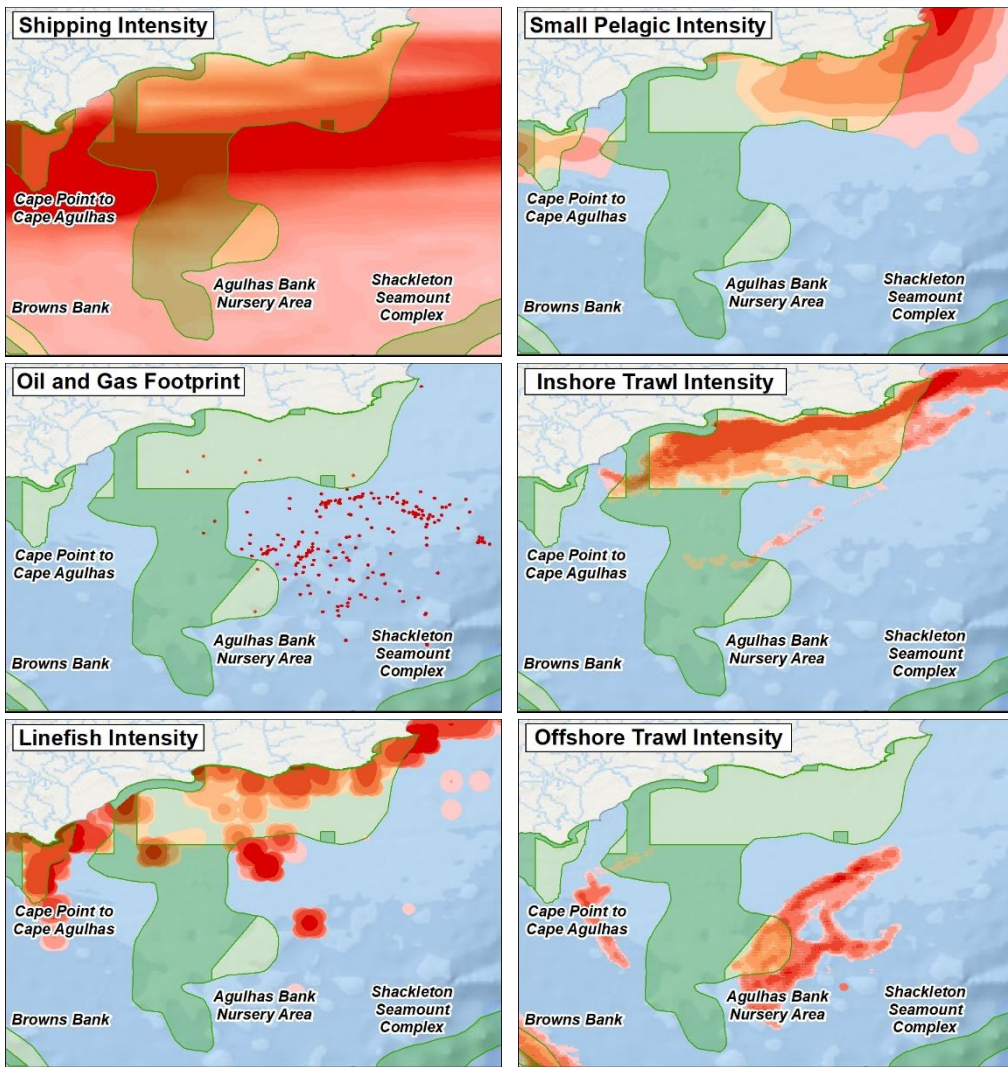 Shipping Intensity
Cape Point to
Cape Agulhas
Browns Bank
Agulhas Bank
Nursery Area
Shackleton
Seamount
Complex
Small Pelagic Intensity
Cape Point to
Cape Agulhas
Browns Bank
Agulhas Bank
Nursery Area
Shackleton
Seamount
Complex
Oil and Gas Footprint
Cape Point to
Cape Agulhas
Browns Bank
Agulhas Bank
Nursery Area
Shackleton
Seamount
Complex
Inshore Trawl Intensity
Cape Point to
Cape Agulhas
Browns Bank
Agulhas Bank
Nursery Area
Shackleton
Seamount
Complex
Linefish Intensity
Cape Point to
Cape Agulhas
Browns Bank
Agulhas Bank
Nursery Area
Shackleton
Seamount
Complex
Offshore Trawl Intensity
Cape Point to
Cape Agulhas
Browns Bank
Agulhas Bank
Nursery Area
Shackleton
Seamount
Complex